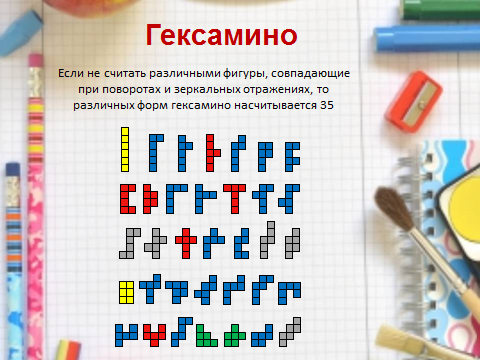 Гексамино
Если не считать различными фигуры, совпадающие
при поворотах и зеркальных отражениях, то
различных форм гексамино насчитывается 35